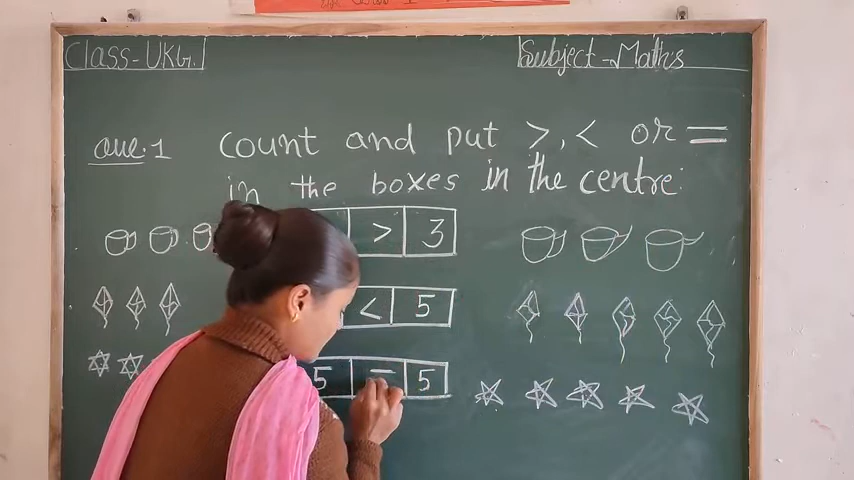 Class-UKG.
Subject-Maths
que.1 count and put >, < or =
in the boxes in the centre:
> 3
< 5
5 = 5